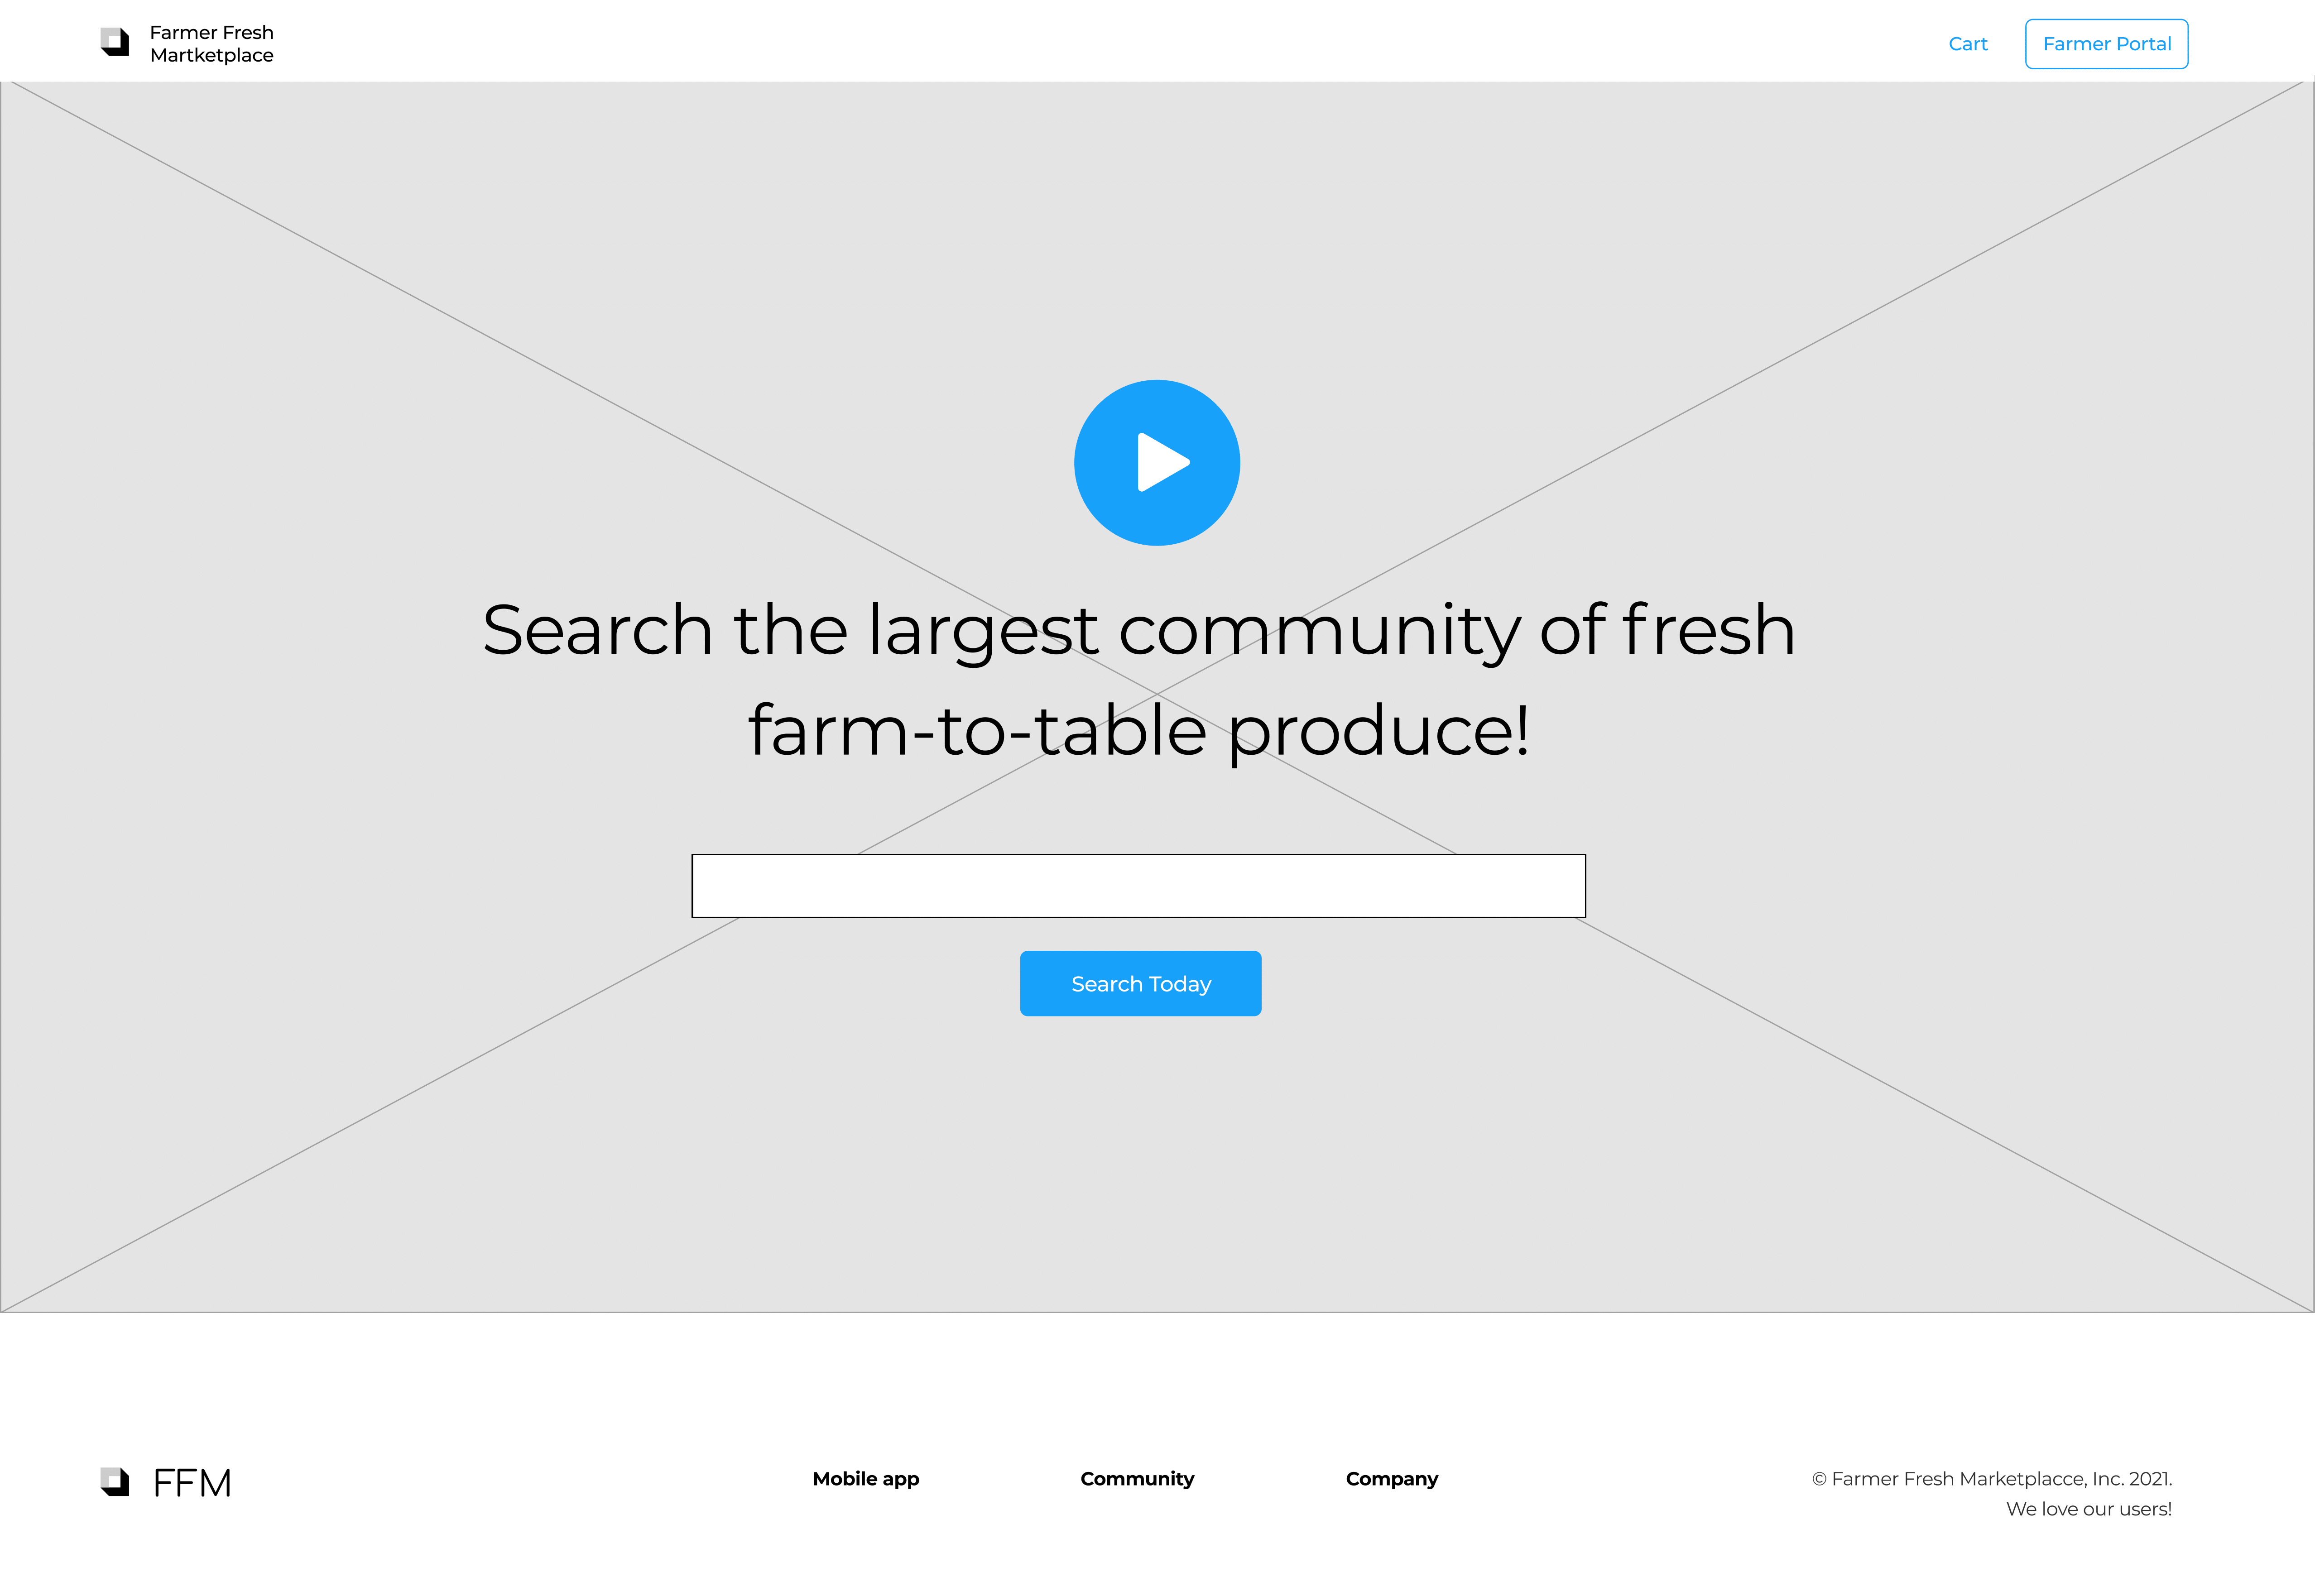 Farmer Fresh
Martketplace
Cart
Farmer Portal
Search the largest community of fresh
farm-to-table produce!
Search Today
FFM
Mobile app
Community
Company
© Farmer Fresh Marketplacce, Inc. 2021.
We love our users!